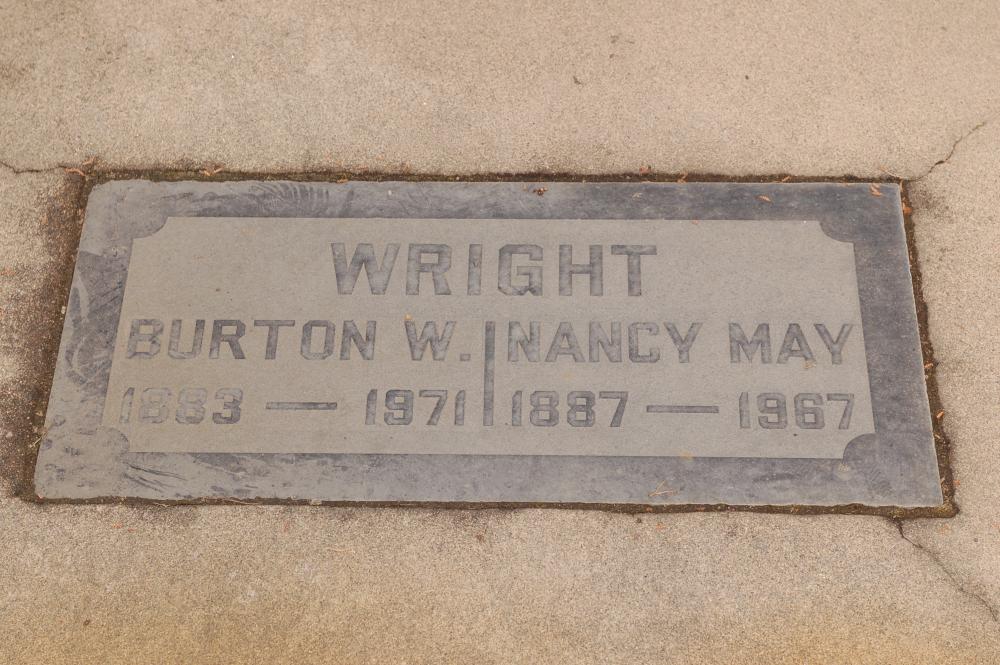 WRIGHT
BURTON W. NANCY MAY
1883 — 1971 1887 — 1967